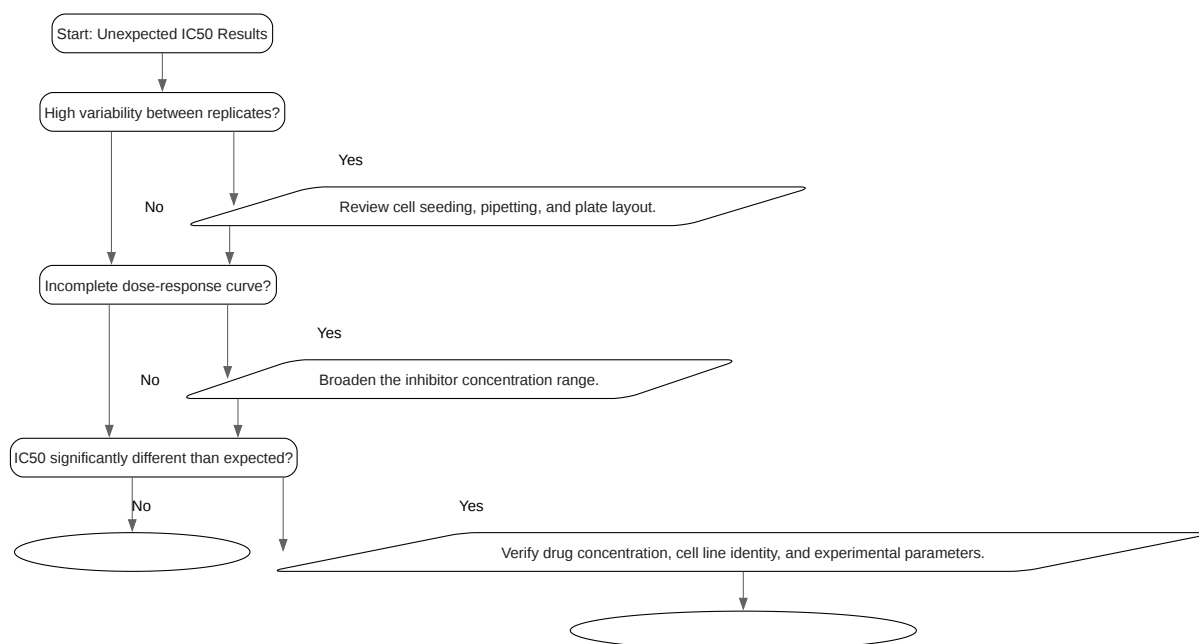 Start: Unexpected IC50 Results
High variability between replicates?
Yes
No
Review cell seeding, pipetting, and plate layout.
Incomplete dose-response curve?
Yes
No
Broaden the inhibitor concentration range.
IC50 significantly different than expected?
No
Yes
Verify drug concentration, cell line identity, and experimental parameters.